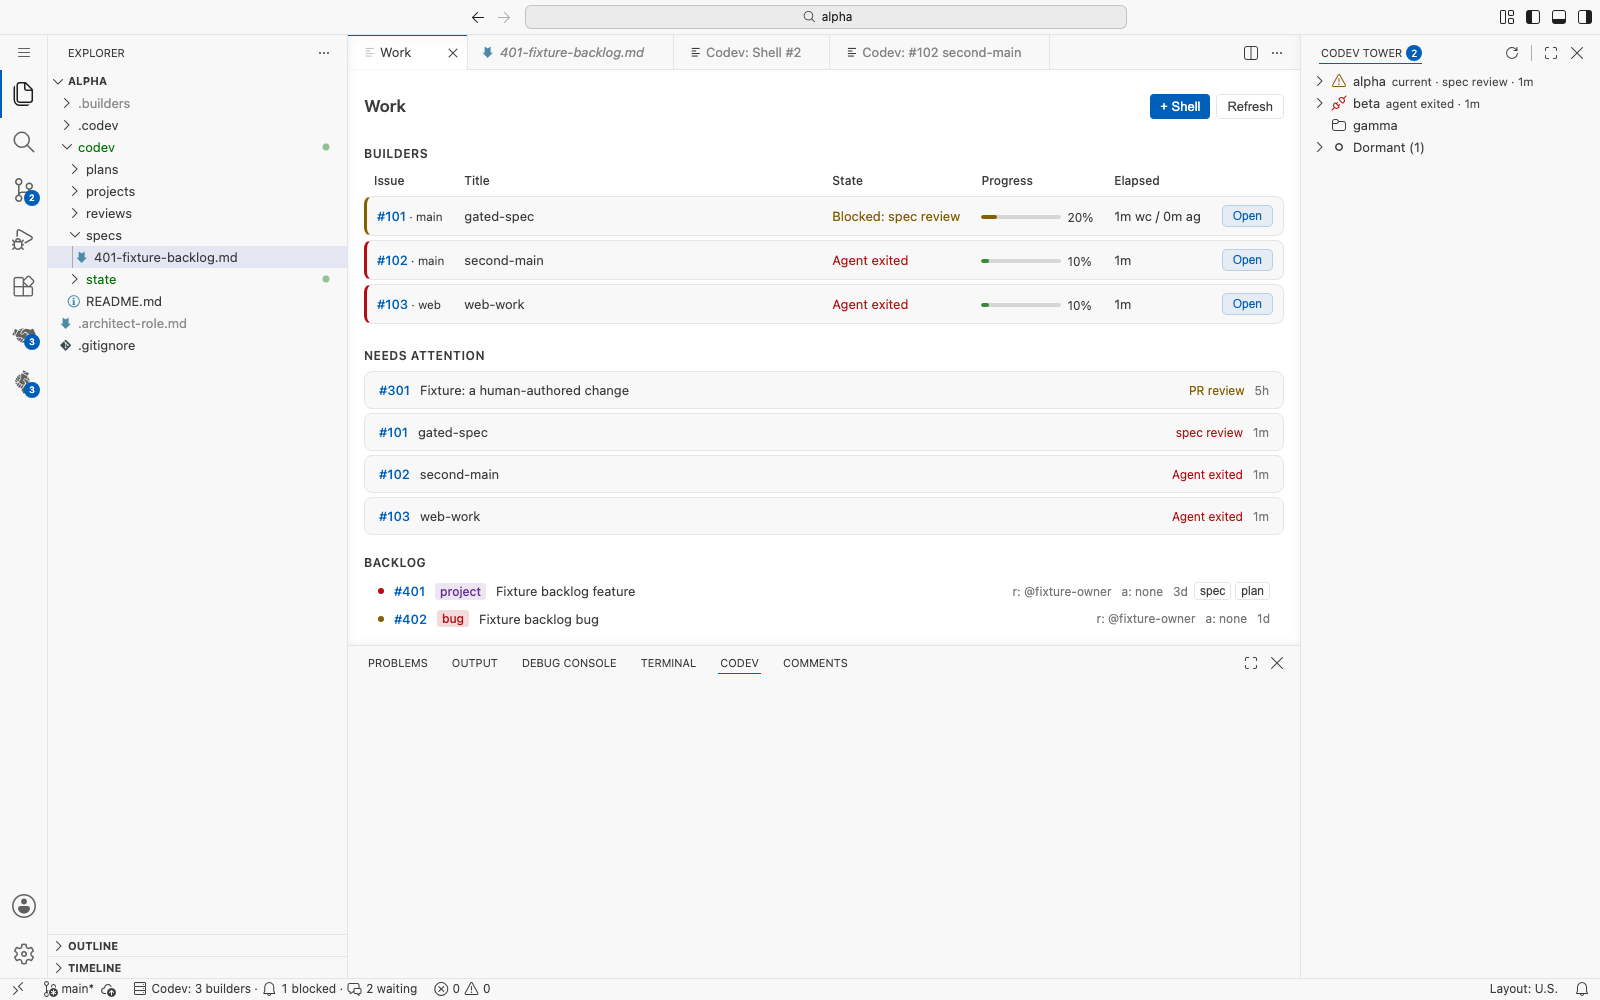 alpha
EXPLORER
ALPHA
.builders
.codev
codev
plans
projects
reviews
specs
401-fixture-backlog.md
state
README.md
.architect-role.md
.gitignore
2
3
3
OUTLINE
TIMELINE
Work
401-fixture-backlog.md
Codev: Shell #2
Codev: #102 second-main
Work
+ Shell
Refresh
BUILDERS
Issue Title State Progress Elapsed
#101 · main gated-spec Blocked: spec review 20% 1m wc / 0m ag Open
#102 · main second-main Agent exited 10% 1m Open
#103 · web web-work Agent exited 10% 1m Open
NEEDS ATTENTION
#301 Fixture: a human-authored change PR review 5h
#101 gated-spec spec review 1m
#102 second-main Agent exited 1m
#103 web-work Agent exited 1m
BACKLOG
#401 project Fixture backlog feature r: @fixture-owner a: none 3d spec plan
#402 bug Fixture backlog bug r: @fixture-owner a: none 1d
PROBLEMS OUTPUT DEBUG CONSOLE TERMINAL CODEV COMMENTS
CODEV TOWER 2
alpha current · spec review · 1m
beta agent exited · 1m
gamma
Dormant (1)
main* Codev: 3 builders · 1 blocked · 2 waiting 0 0 Layout: U.S.